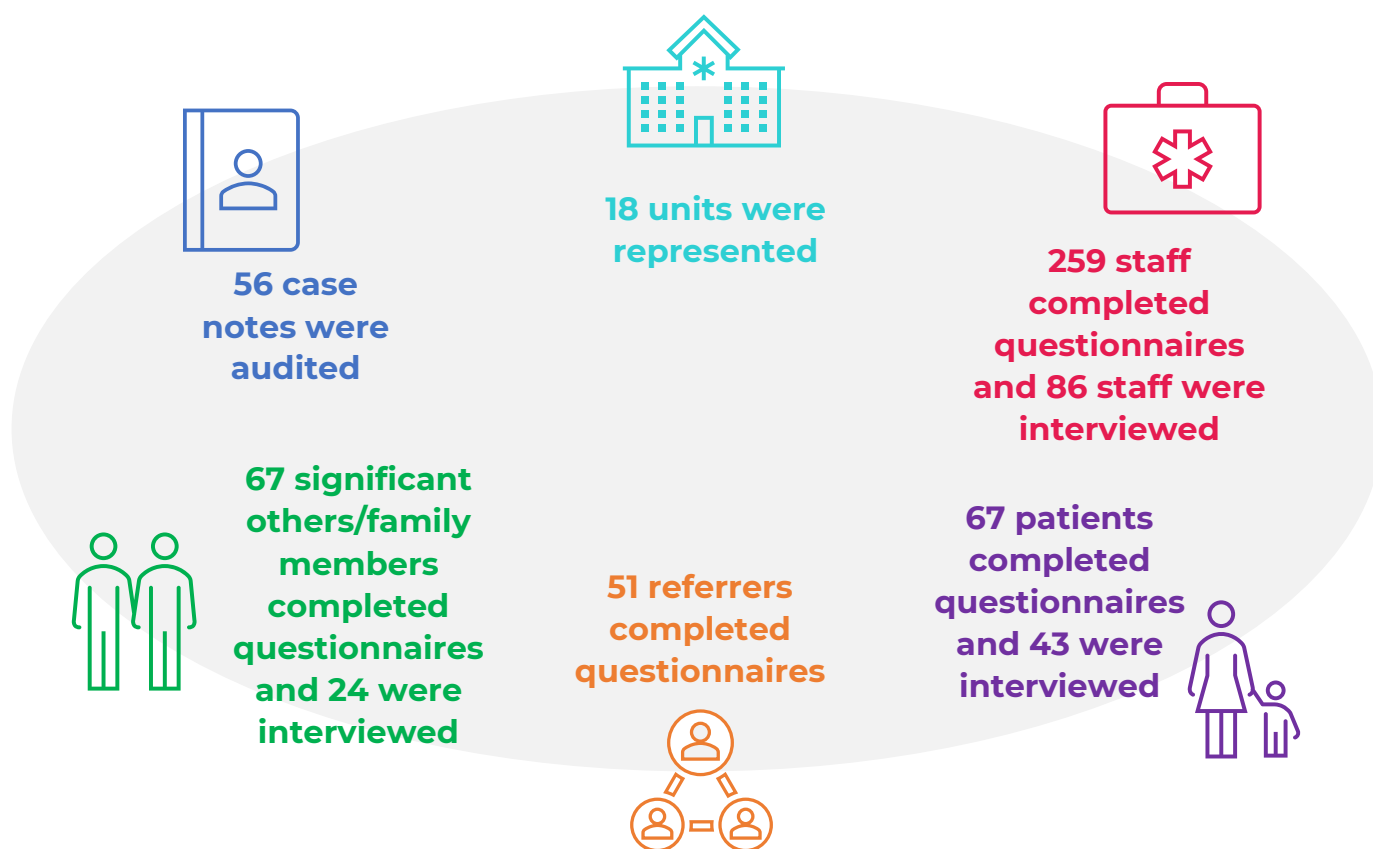 18 units were
represented
56 case
notes were
audited
259 staff
completed
questionnaires
and 86 staff were
interviewed
67 significant
others/family
members
completed
questionnaires
and 24 were
interviewed
51 referrers
completed
questionnaires
67 patients
completed
questionnaires
and 43 were
interviewed